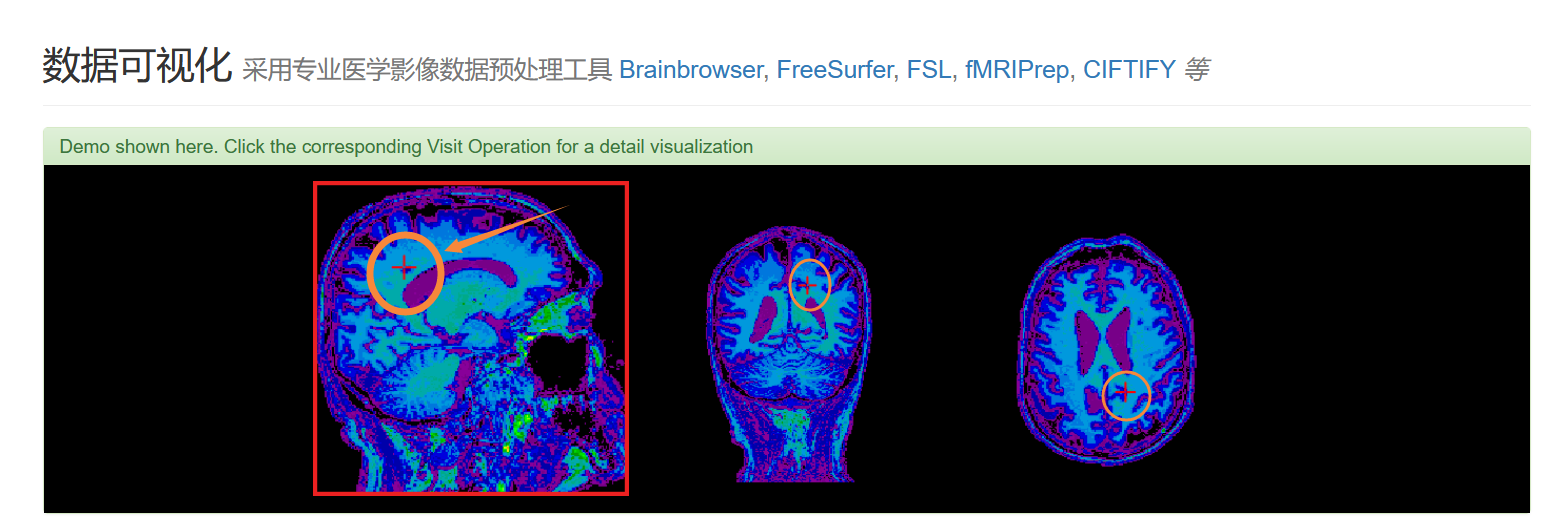 数据可视化 采用专业医学影像数据预处理工具 Brainbrowser, FreeSurfer, FSL, fMRIPrep, CIFTIFY 等
Demo shown here. Click the corresponding Visit Operation for a detail visualization